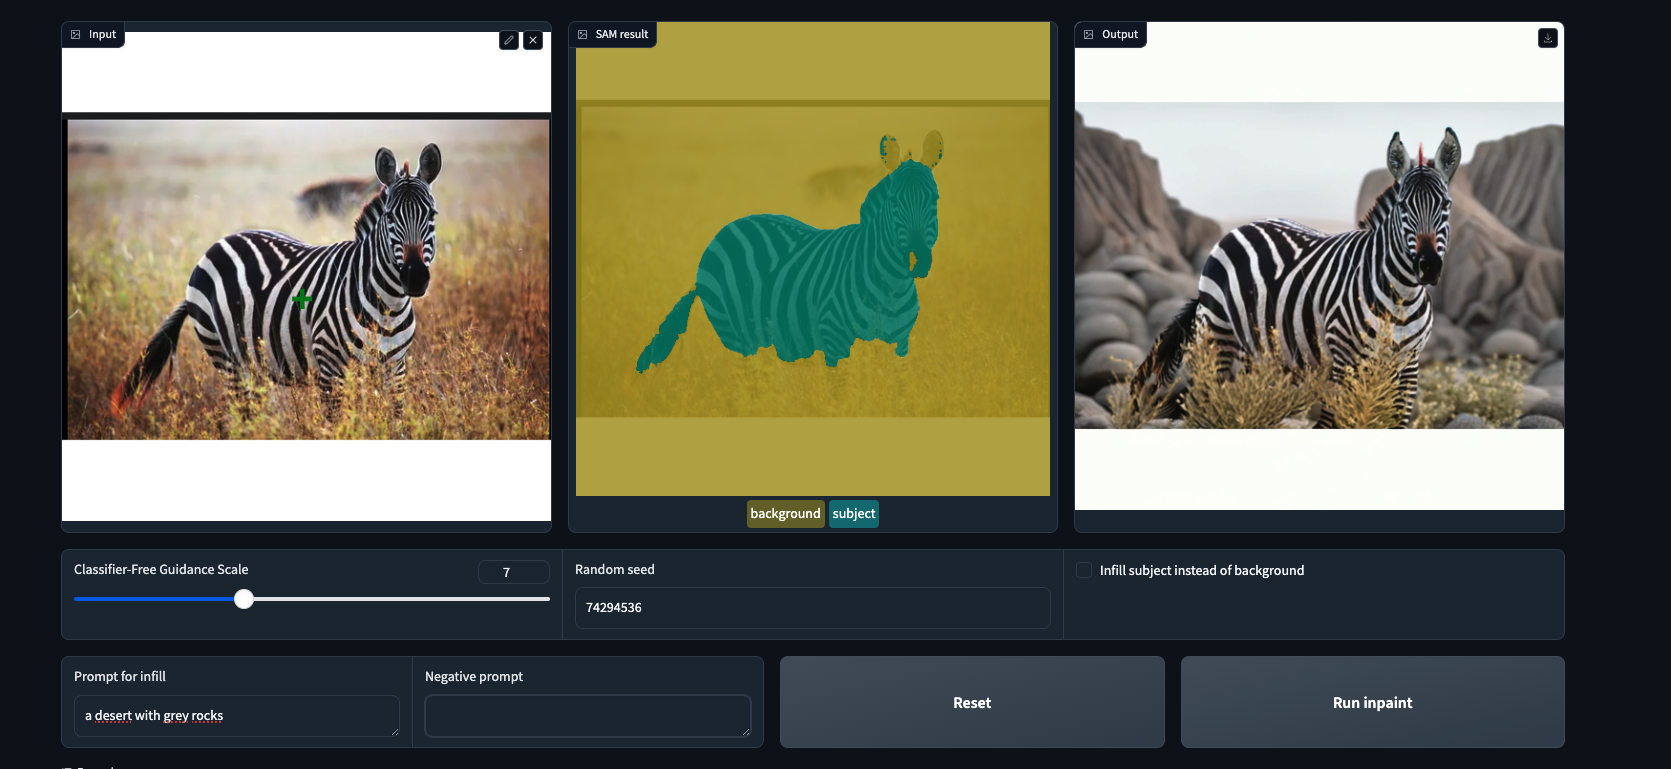 Input
SAM result
Output
background subject
Classifier-Free Guidance Scale
7
Random seed
74294536
Infill subject instead of background
Prompt for infill
a desert with grey rocks
Negative prompt
Reset
Run inpaint